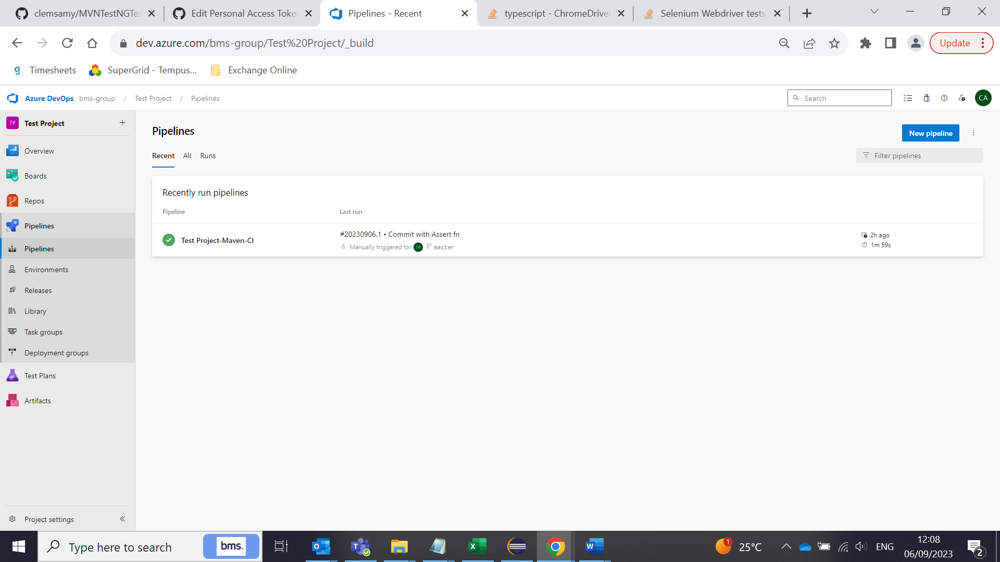 clemsamy/MVNTestNGTes
Edit Personal Access Toker
Pipelines - Recent
typescript - ChromeDriver
Selenium Webdriver tests
dev.azure.com/bms-group/Test%20Project/_build
Update
Timesheets
SuperGrid - Tempus...
Exchange Online
Azure DevOps
bms-group / Test Project / Pipelines
Search
CA
TP Test Project +
Overview
Boards
Repos
Pipelines
Pipelines
Environments
Releases
Library
Task groups
Deployment groups
Test Plans
Artifacts
Project settings
Pipelines
New pipeline
Recent All Runs
Filter pipelines
Recently run pipelines
Pipeline Last run
Test Project-Maven-CI
#20230906.1 • Commit with Assert fn
Manually triggered for CA master
2h ago
1m 59s
Type here to search
bms.
1
25°C
ENG
12:08
06/09/2023
2